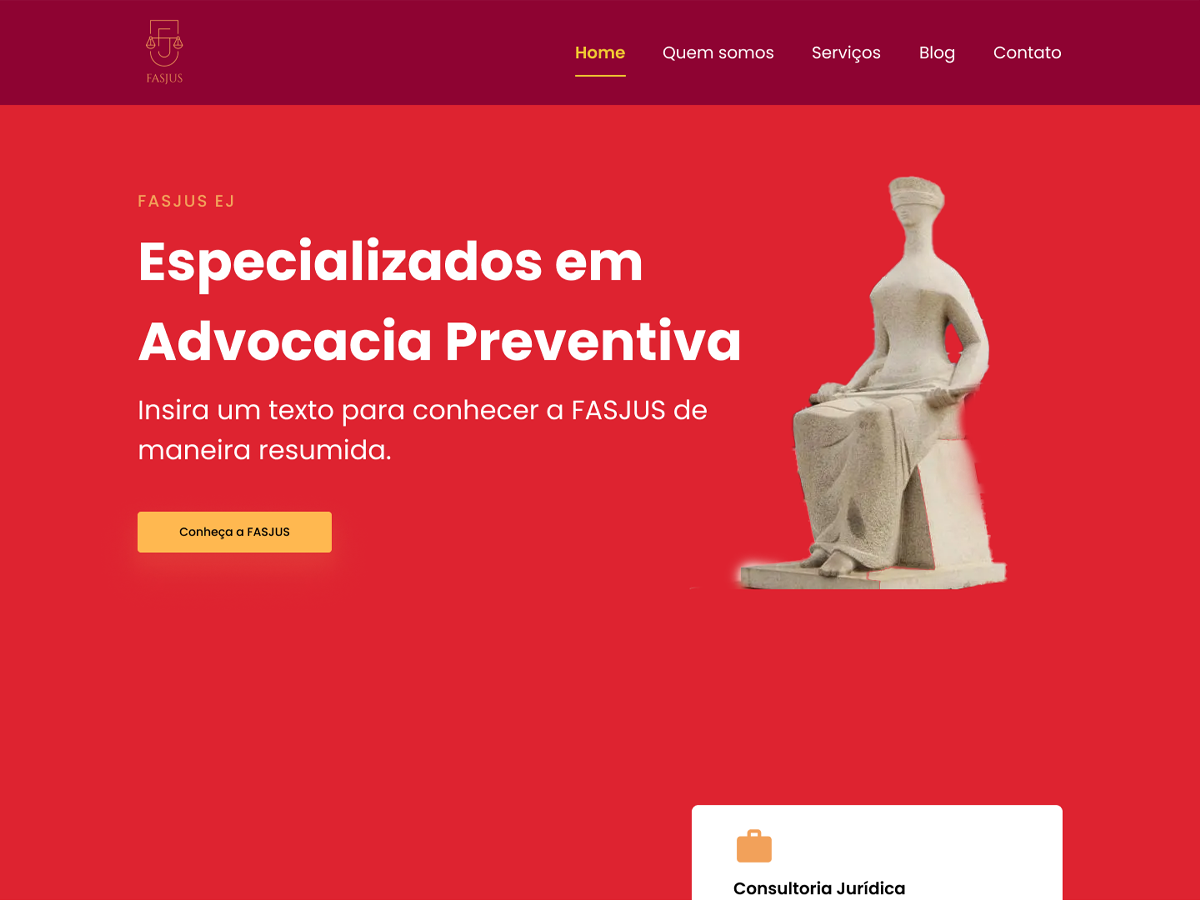 FASJUS
Home
Quem somos
Serviços
Blog
Contato
FASJUS EJ
Especializados em
Advocacia Preventiva
Insira um texto para conhecer a FASJUS de
maneira resumida.
Conheça a FASJUS
Consultoria Jurídica